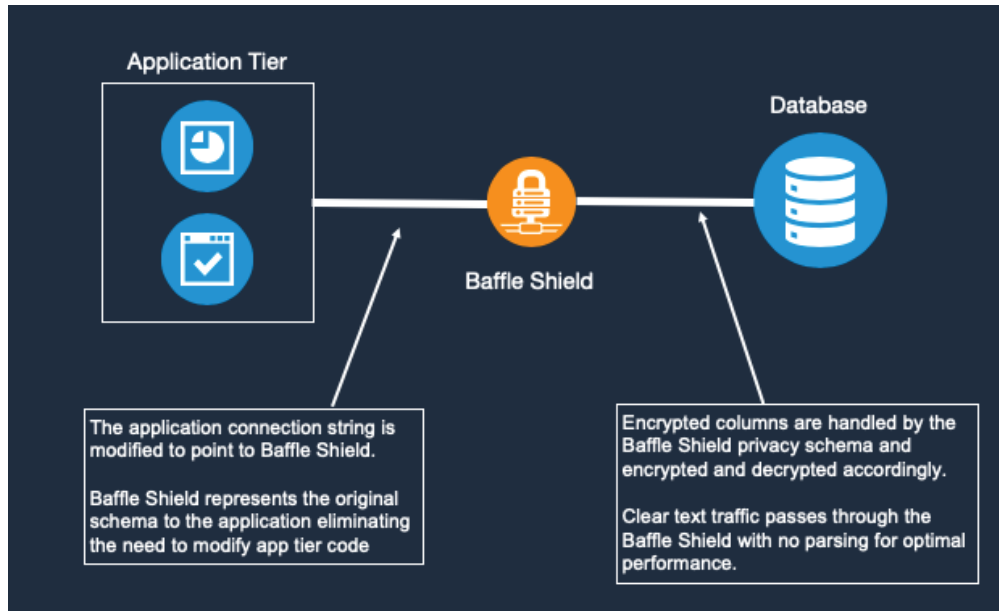 Application Tier
Database
Baffle Shield
The application connection string is
modified to point to Baffle Shield.
Baffle Shield represents the original
schema to the application eliminating
the need to modify app tier code
Encrypted columns are handled by the
Baffle Shield privacy schema and
encrypted and decrypted accordingly.
Clear text traffic passes through the
Baffle Shield with no parsing for optimal
performance.